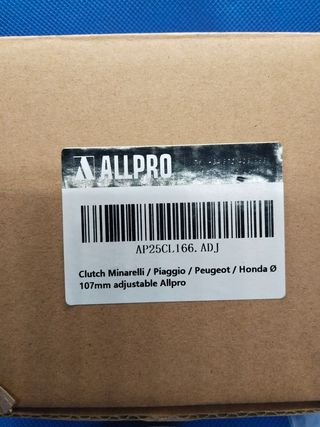 ALLPRO
AP25CL166.ADJ
Clutch Minarelli / Piaggio / Peugeot / Honda Ø
107mm adjustable Allpro